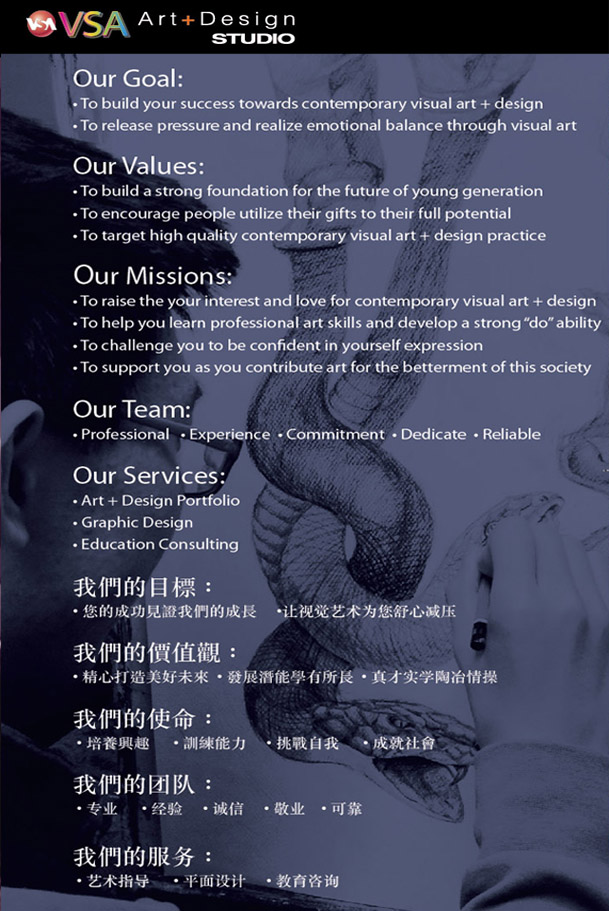 VSA VSA Art+Design
STUDIO
Our Goal:
• To build your success towards contemporary visual art + design
• To release pressure and realize emotional balance through visual art
Our Values:
• To build a strong foundation for the future of young generation
• To encourage people utilize their gifts to their full potential
• To target high quality contemporary visual art + design practice
Our Missions:
• To raise the your interest and love for contemporary visual art + design
• To help you learn professional art skills and develop a strong “do” ability
• To challenge you to be confident in yourself expression
• To support you as you contribute art for the betterment of this society
Our Team:
• Professional • Experience • Commitment • Dedicate • Reliable
Our Services:
• Art + Design Portfolio
• Graphic Design
• Education Consulting
我們的目標：
• 您的成功見證我們的成長 •让视觉艺术为您舒心减压
我們的價值觀：
• 精心打造美好未來 • 發展潛能學有所長 • 真才实学陶冶情操
我們的使命：
• 培養興趣 • 訓練能力 • 挑戰自我 • 成就社會
我們的团队：
• 专业 • 经验 • 诚信 • 敬业 • 可靠
我們的服务：
• 艺术指导 • 平面设计 • 教育咨询